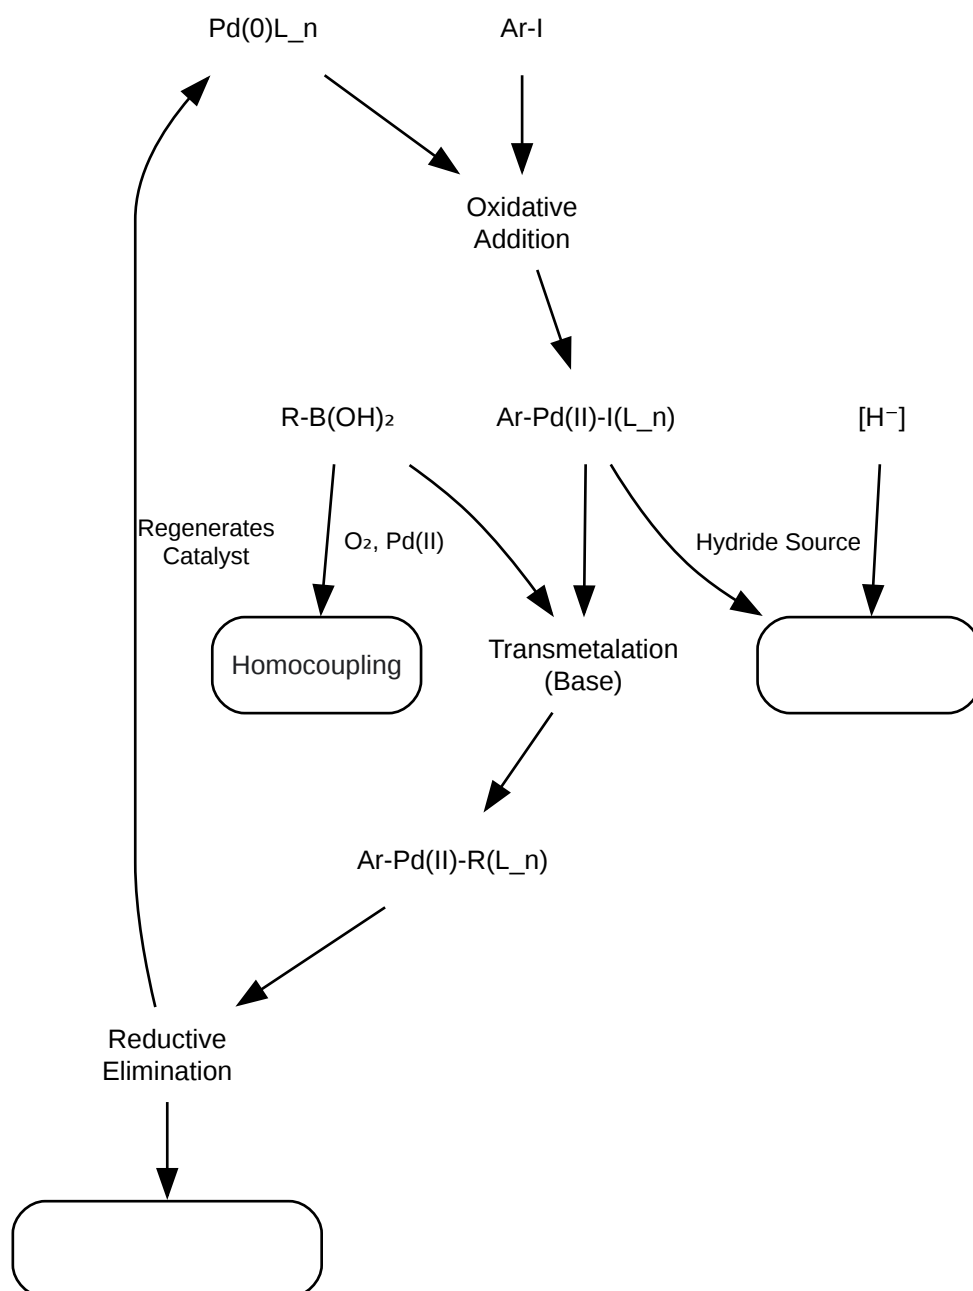 Pd(0)L_n
Ar-I
Oxidative
Addition
R-B(OH)₂
Ar-Pd(II)-I(L_n)
[H⁻]
Regenerates
Catalyst
O₂, Pd(II)
Hydride Source
Homocoupling
Transmetalation
(Base)
Ar-Pd(II)-R(L_n)
Reductive
Elimination